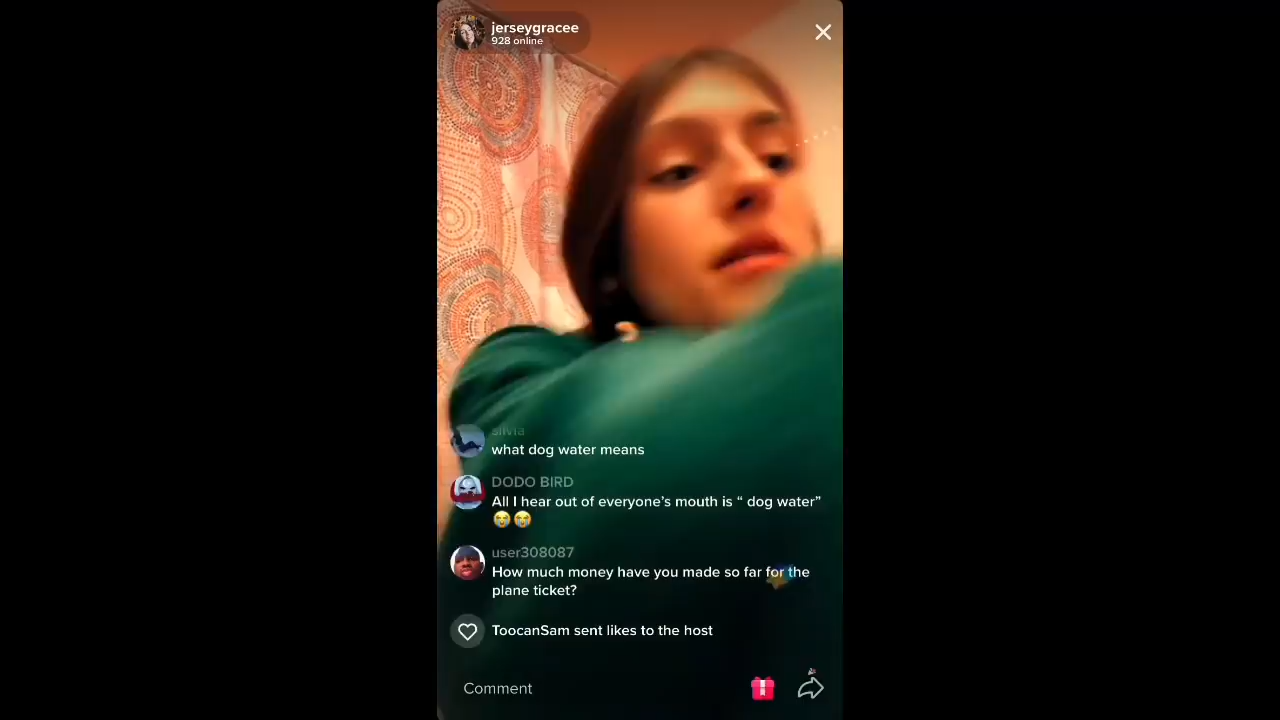 jerseygracee
928 online
silvia
what dog water means
DODO BIRD
All I hear out of everyone's mouth is “ dog water”
😭😭
user308087
How much money have you made so far for the
plane ticket?
ToocanSam sent likes to the host
Comment